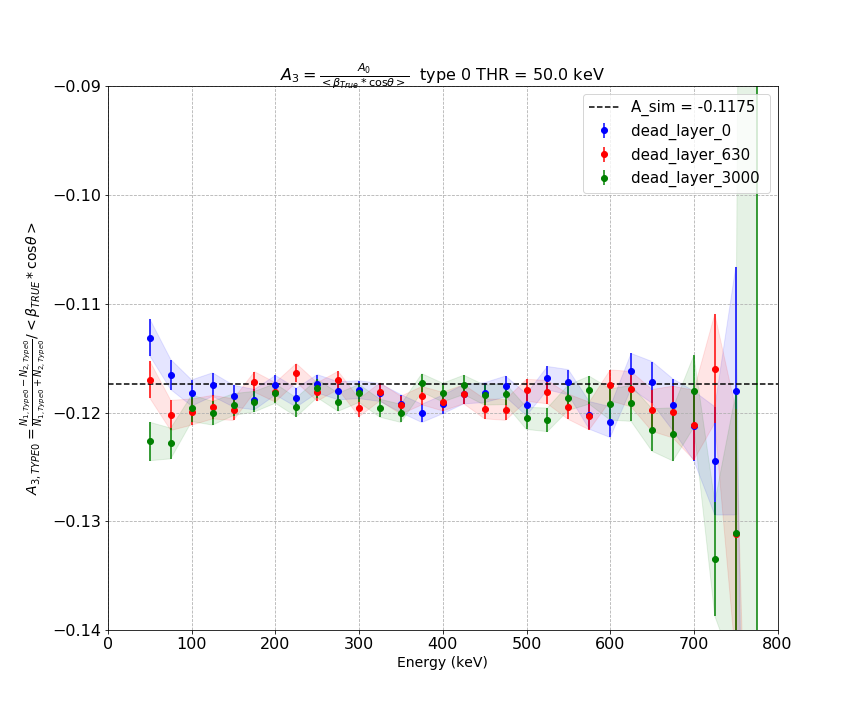 A₃ = A₀ / <β_True * cosθ> type 0 THR = 50.0 keV
A_sim = -0.1175
dead_layer_0
dead_layer_630
dead_layer_3000
−0.09
−0.10
−0.11
−0.12
−0.13
−0.14
A_{3, TYPE0} = (N_{1, Type0} − N_{2, Type0}) / (N_{1, Type0} + N_{2, Type0}) / <β_TRUE * cosθ>
0 100 200 300 400 500 600 700 800
Energy (keV)